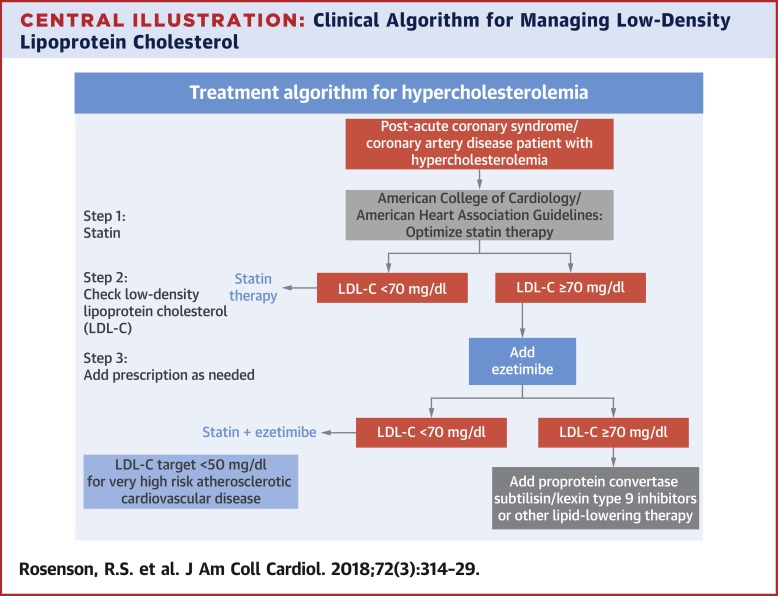 CENTRAL ILLUSTRATION: Clinical Algorithm for Managing Low-Density
Lipoprotein Cholesterol
Treatment algorithm for hypercholesterolemia
Post-acute coronary syndrome/
coronary artery disease patient with
hypercholesterolemia
American College of Cardiology/
American Heart Association Guidelines:
Optimize statin therapy
Step 1:
Statin
Step 2:
Check low-density
lipoprotein cholesterol
(LDL-C)
Statin
therapy
LDL-C <70 mg/dl
LDL-C ≥70 mg/dl
Step 3:
Add prescription as needed
Add
ezetimibe
Statin + ezetimibe
LDL-C <70 mg/dl
LDL-C ≥70 mg/dl
LDL-C target <50 mg/dl
for very high risk atherosclerotic
cardiovascular disease
Add proprotein convertase
subtilisin/kexin type 9 inhibitors
or other lipid-lowering therapy
Rosenson, R.S. et al. J Am Coll Cardiol. 2018;72(3):314–29.